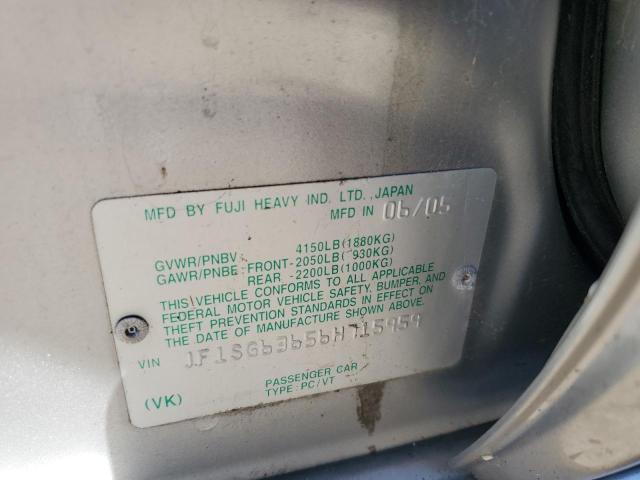 MFD BY FUJI HEAVY IND. LTD., JAPAN
MFD IN 06/05
GVWR/PNBV: 4150LB(1880KG)
GAWR/PNBE: FRONT-2050LB( 930KG)
REAR -2200LB(1000KG)
THIS VEHICLE CONFORMS TO ALL APPLICABLE
FEDERAL MOTOR VEHICLE SAFETY, BUMPER, AND
THEFT PREVENTION STANDARDS IN EFFECT ON
THE DATE OF MANUFACTURE SHOWN ABOVE.
VIN JF1SG63656H715959
PASSENGER CAR
(VK) TYPE: PC/VT